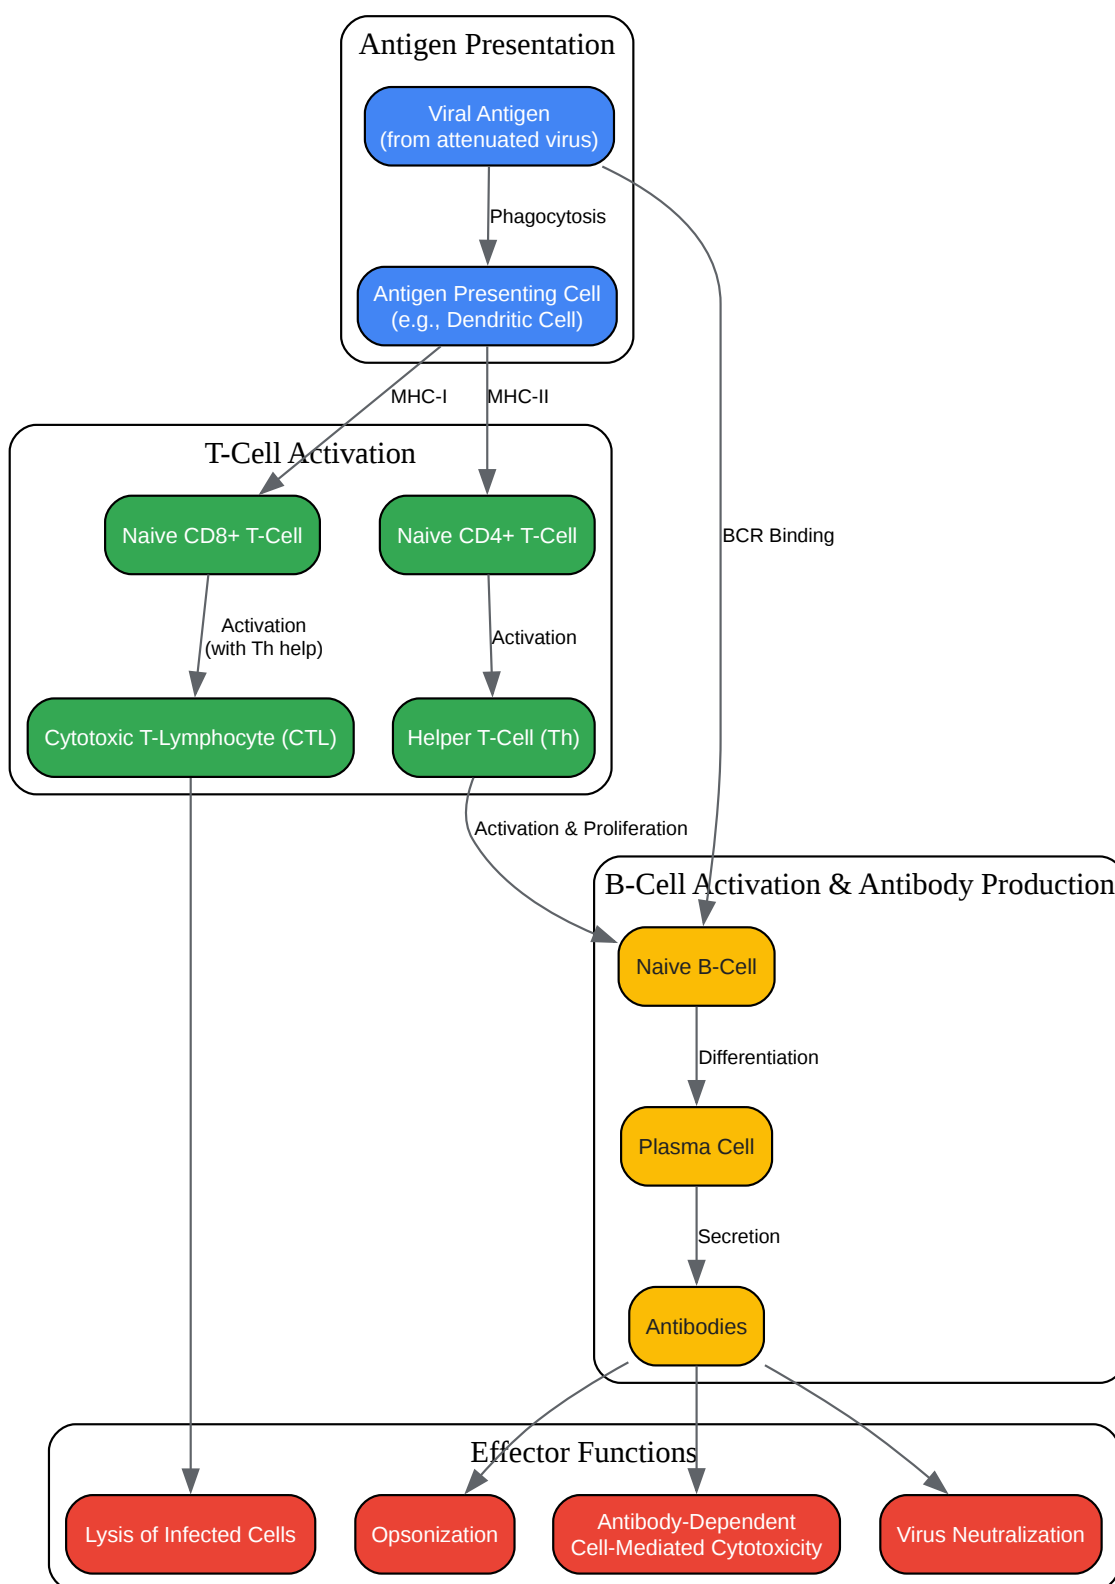 Antigen Presentation
Viral Antigen
(from attenuated virus)
Phagocytosis
Antigen Presenting Cell
(e.g., Dendritic Cell)
MHC-I
MHC-II
T-Cell Activation
Naive CD8+ T-Cell
Naive CD4+ T-Cell
BCR Binding
Activation
(with Th help)
Activation
Cytotoxic T-Lymphocyte (CTL)
Helper T-Cell (Th)
Activation & Proliferation
B-Cell Activation & Antibody Production
Naive B-Cell
Differentiation
Plasma Cell
Secretion
Antibodies
Effector Functions
Lysis of Infected Cells
Opsonization
Antibody-Dependent
Cell-Mediated Cytotoxicity
Virus Neutralization